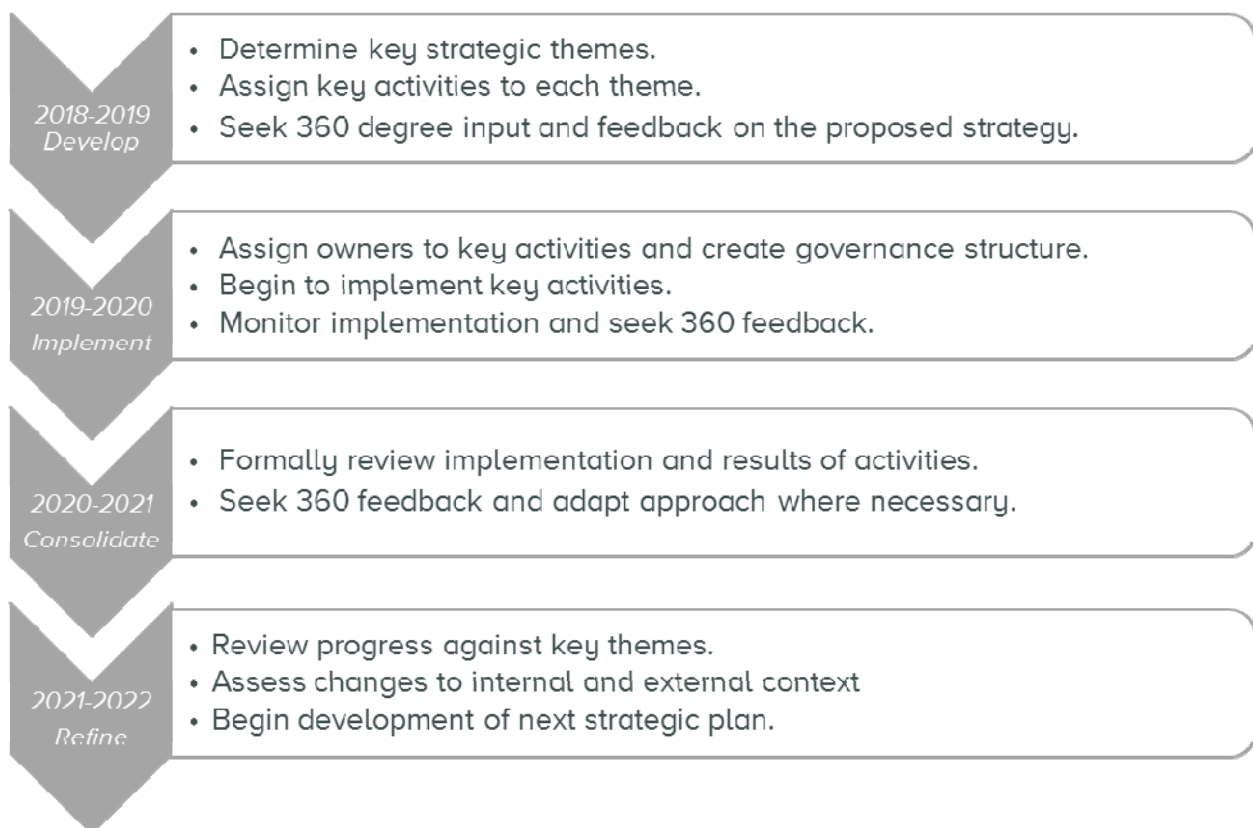 2018-2019
Develop
• Determine key strategic themes.
• Assign key activities to each theme.
• Seek 360 degree input and feedback on the proposed strategy.
2019-2020
Implement
• Assign owners to key activities and create governance structure.
• Begin to implement key activities.
• Monitor implementation and seek 360 feedback.
2020-2021
Consolidate
• Formally review implementation and results of activities.
• Seek 360 feedback and adapt approach where necessary.
2021-2022
Refine
• Review progress against key themes.
• Assess changes to internal and external context
• Begin development of next strategic plan.